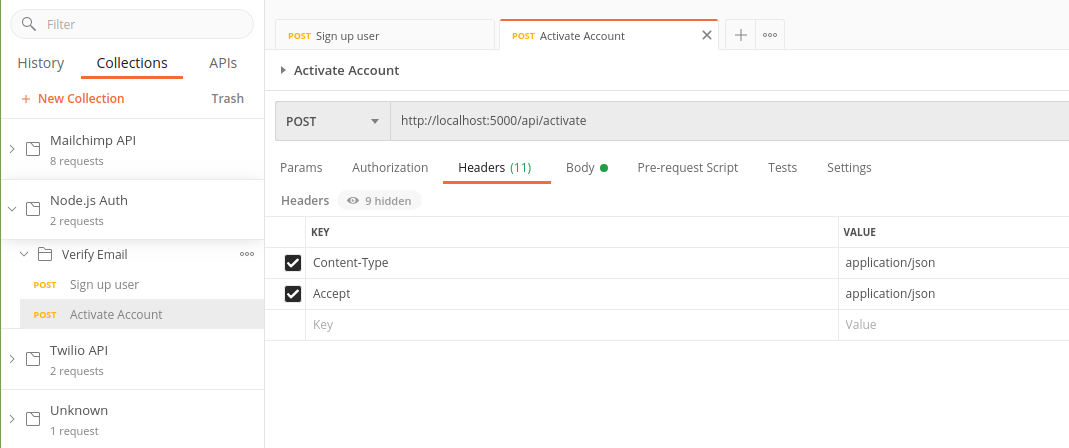 Filter
History Collections APIs
+ New Collection Trash
Mailchimp API
8 requests
Node.js Auth
2 requests
Verify Email
POST Sign up user
POST Activate Account
Twilio API
2 requests
Unknown
1 request
POST Sign up user POST Activate Account
Activate Account
POST http://localhost:5000/api/activate
Params Authorization Headers (11) Body Pre-request Script Tests Settings
Headers 9 hidden
KEY VALUE
Content-Type application/json
Accept application/json
Key Value